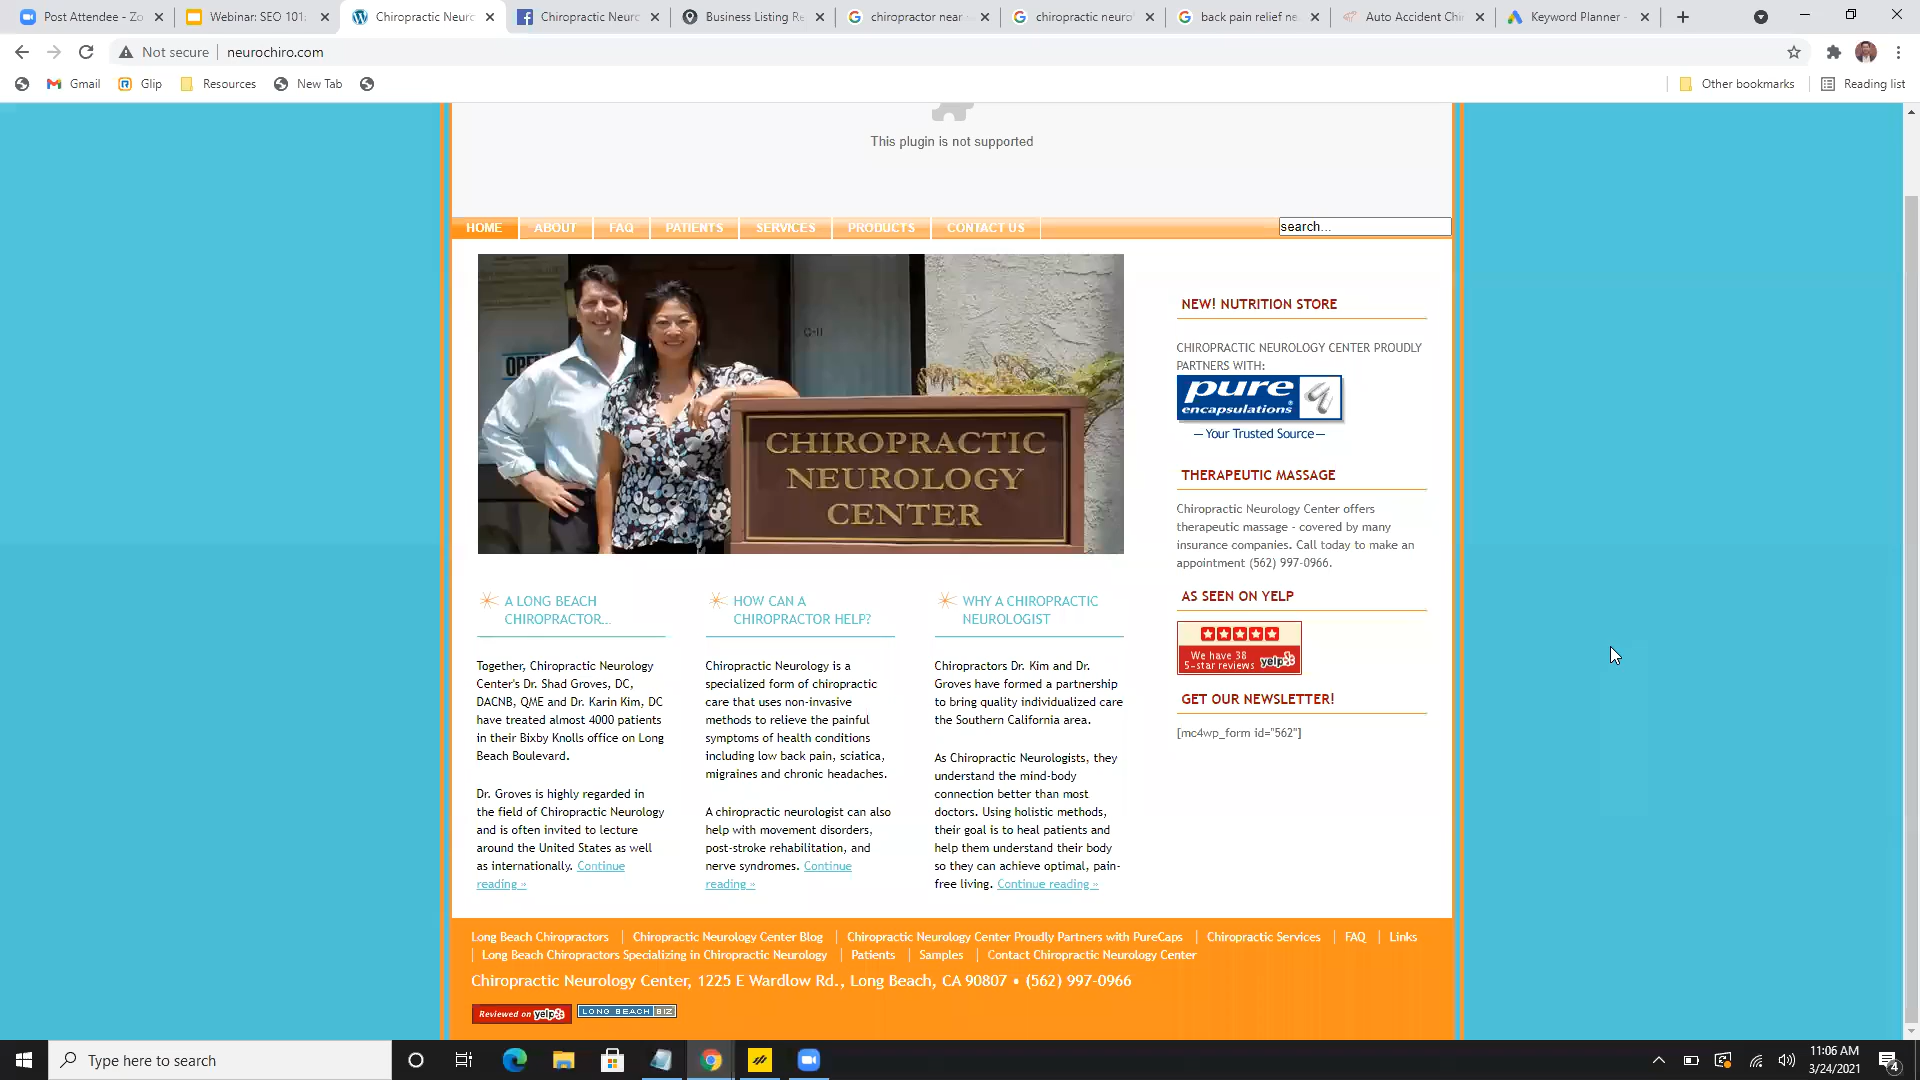 Post Attendee - Zo
Webinar: SEO 101:
Chiropractic Neuro
Chiropractic Neuro
Business Listing Re
chiropractor near
chiropractic neuro
back pain relief ne
Auto Accident Chi
Keyword Planner -
Not secure
neurochiro.com
Gmail
Glip
Resources
New Tab
Other bookmarks
Reading list
This plugin is not supported
HOME
ABOUT
FAQ
PATIENTS
SERVICES
PRODUCTS
CONTACT US
search...
OPE
CHIROPRACTIC
NEUROLOGY
CENTER
NEW! NUTRITION STORE
CHIROPRACTIC NEUROLOGY CENTER PROUDLY
PARTNERS WITH:
pure
encapsulations®
— Your Trusted Source —
THERAPEUTIC MASSAGE
Chiropractic Neurology Center offers
therapeutic massage - covered by many
insurance companies. Call today to make an
appointment (562) 997-0966.
AS SEEN ON YELP
We have 38
5-star reviews
yelp
GET OUR NEWSLETTER!
[mc4wp_form id="562"]
A LONG BEACH
CHIROPRACTOR...
Together, Chiropractic Neurology
Center's Dr. Shad Groves, DC,
DACNB, QME and Dr. Karin Kim, DC
have treated almost 4000 patients
in their Bixby Knolls office on Long
Beach Boulevard.
Dr. Groves is highly regarded in
the field of Chiropractic Neurology
and is often invited to lecture
around the United States as well
as internationally. Continue
reading »
HOW CAN A
CHIROPRACTOR HELP?
Chiropractic Neurology is a
specialized form of chiropractic
care that uses non-invasive
methods to relieve the painful
symptoms of health conditions
including low back pain, sciatica,
migraines and chronic headaches.
A chiropractic neurologist can also
help with movement disorders,
post-stroke rehabilitation, and
nerve syndromes. Continue
reading »
WHY A CHIROPRACTIC
NEUROLOGIST
Chiropractors Dr. Kim and Dr.
Groves have formed a partnership
to bring quality individualized care
the Southern California area.
As Chiropractic Neurologists, they
understand the mind-body
connection better than most
doctors. Using holistic methods,
their goal is to heal patients and
help them understand their body
so they can achieve optimal, pain-
free living. Continue reading »
Long Beach Chiropractors | Chiropractic Neurology Center Blog | Chiropractic Neurology Center Proudly Partners with PureCaps | Chiropractic Services | FAQ | Links
| Long Beach Chiropractors Specializing in Chiropractic Neurology | Patients | Samples | Contact Chiropractic Neurology Center
Chiropractic Neurology Center, 1225 E Wardlow Rd., Long Beach, CA 90807 • (562) 997-0966
Reviewed on yelp
LONG BEACH BIZ
Type here to search
11:06 AM
3/24/2021
4